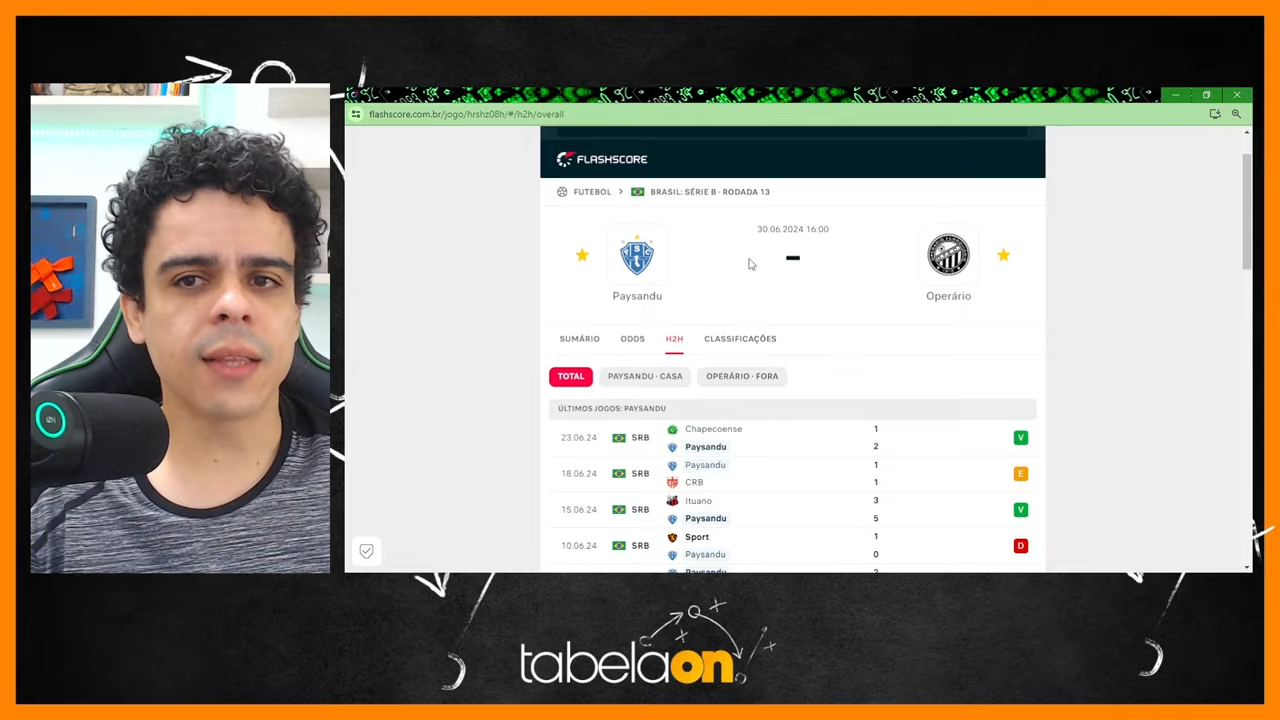 flashscore.com.br/jogo/hrshz08h/#/h2h/overall
FLASHSCORE
FUTEBOL > BRASIL: SÉRIE B - RODADA 13
30.06.2024 16:00
-
Paysandu
Operário
SUMÁRIO ODDS H2H CLASSIFICAÇÕES
TOTAL PAYSANDU - CASA OPERÁRIO - FORA
ÚLTIMOS JOGOS: PAYSANDU
23.06.24 SRB Chapecoense 1 V
Paysandu 2
18.06.24 SRB Paysandu 1 E
CRB 1
15.06.24 SRB Ituano 3 V
Paysandu 5
10.06.24 SRB Sport 1 D
Paysandu 0
Paysandu 2
tabelaon